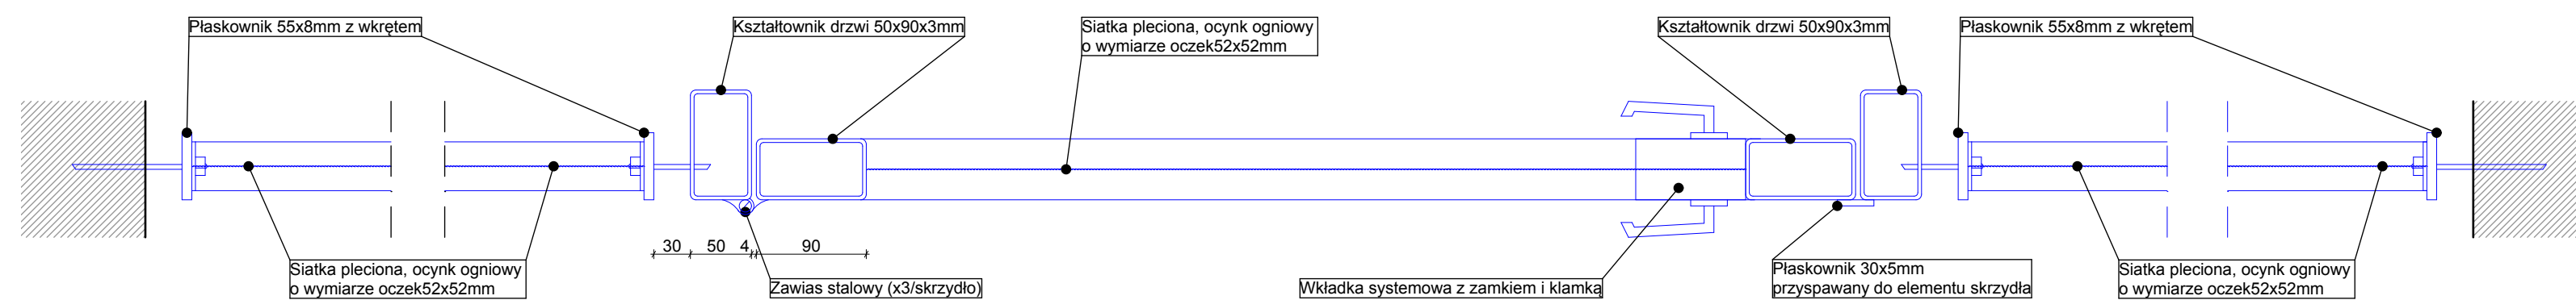 Płaskownik 55x8mm z wkrętem
Kształtownik drzwi 50x90x3mm
Siatka pleciona, ocynk ogniowy
o wymiarze oczek52x52mm
Kształtownik drzwi 50x90x3mm
Płaskownik 55x8mm z wkrętem
30 50 4 90
Siatka pleciona, ocynk ogniowy
o wymiarze oczek52x52mm
Zawias stalowy (x3/skrzydło)
Wkładka systemowa z zamkiem i klamką
Płaskownik 30x5mm
przyspawany do elementu skrzydła
Siatka pleciona, ocynk ogniowy
o wymiarze oczek52x52mm